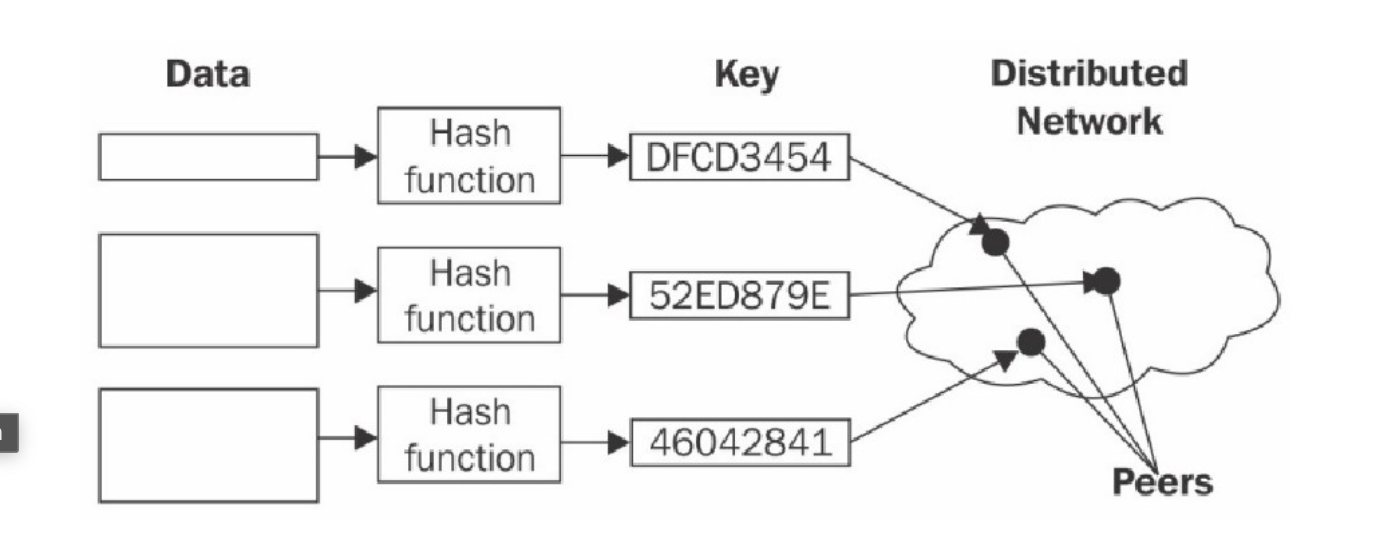 Data
Key
Distributed
Network
Hash
function
DFCD3454
Hash
function
52ED879E
Hash
function
46042841
Peers